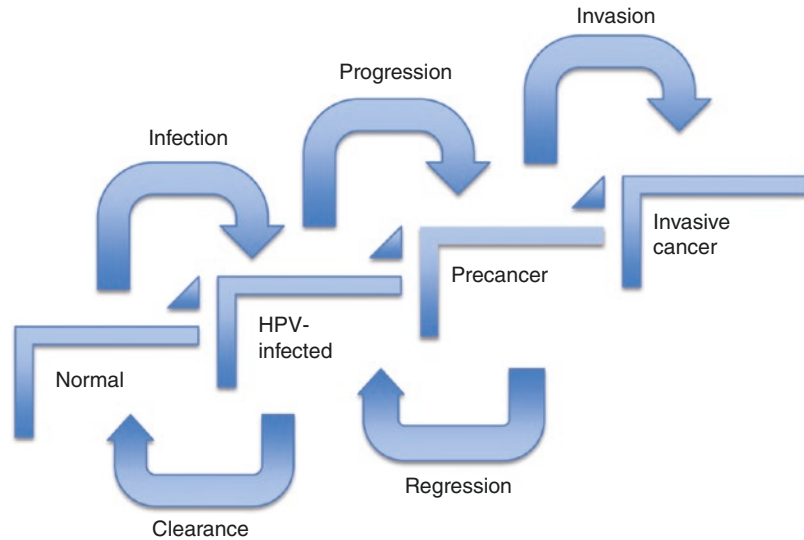 Invasion
Progression
Infection
Invasive
cancer
Precancer
HPV-
infected
Normal
Regression
Clearance